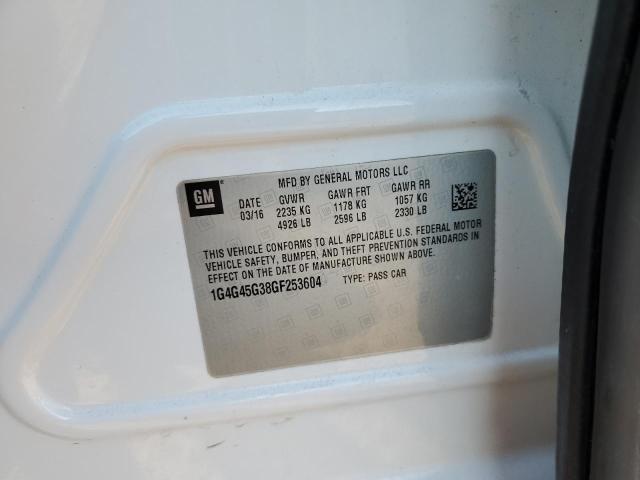 MFD BY GENERAL MOTORS LLC
GM
DATE GVWR GAWR FRT GAWR RR
03/16 2235 KG 1178 KG 1057 KG
4926 LB 2596 LB 2330 LB
THIS VEHICLE CONFORMS TO ALL APPLICABLE U.S. FEDERAL MOTOR
VEHICLE SAFETY, BUMPER, AND THEFT PREVENTION STANDARDS IN
EFFECT ON THE DATE OF MANUFACTURE SHOWN ABOVE.
1G4G45G38GF253604 TYPE: PASS CAR